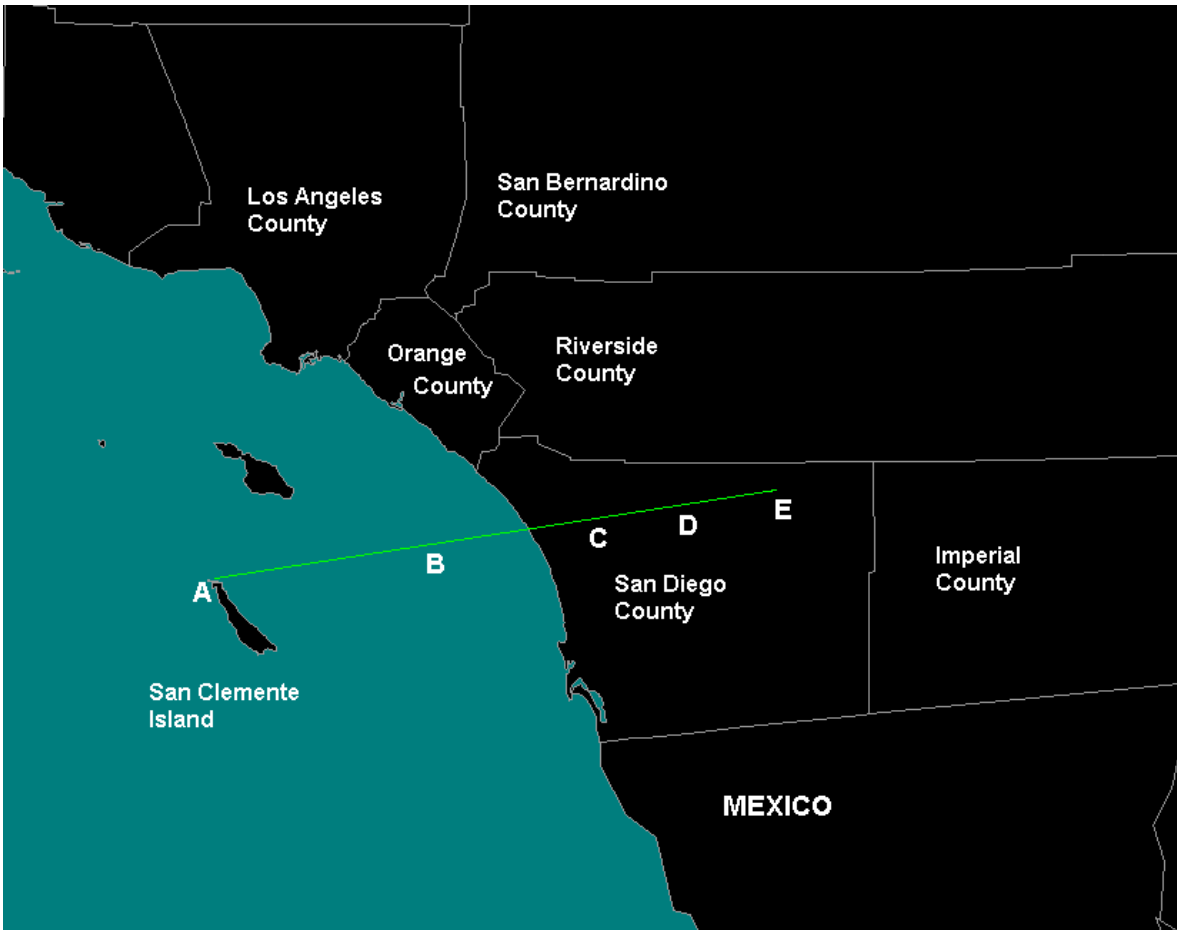 Los Angeles
County
San Bernardino
County
Orange
County
Riverside
County
A
B
C
D
E
San Diego
County
Imperial
County
San Clemente
Island
MEXICO